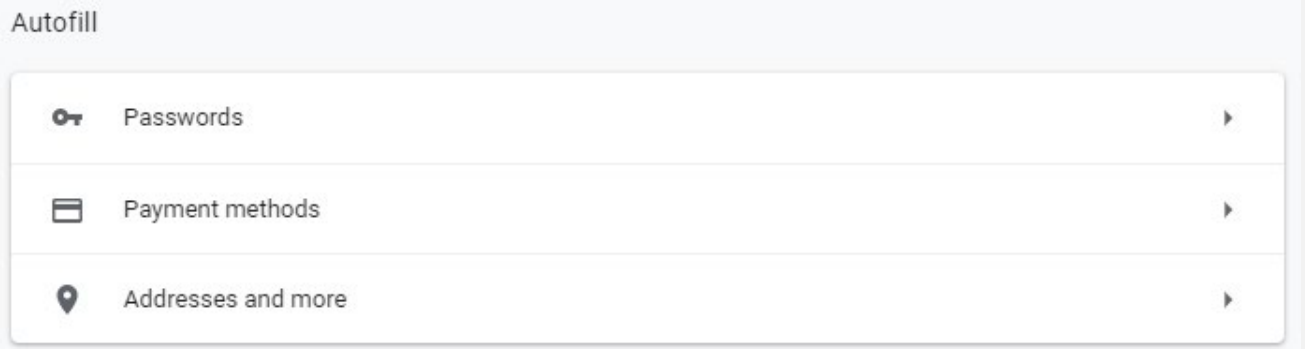 Autofill
Passwords
Payment methods
Addresses and more